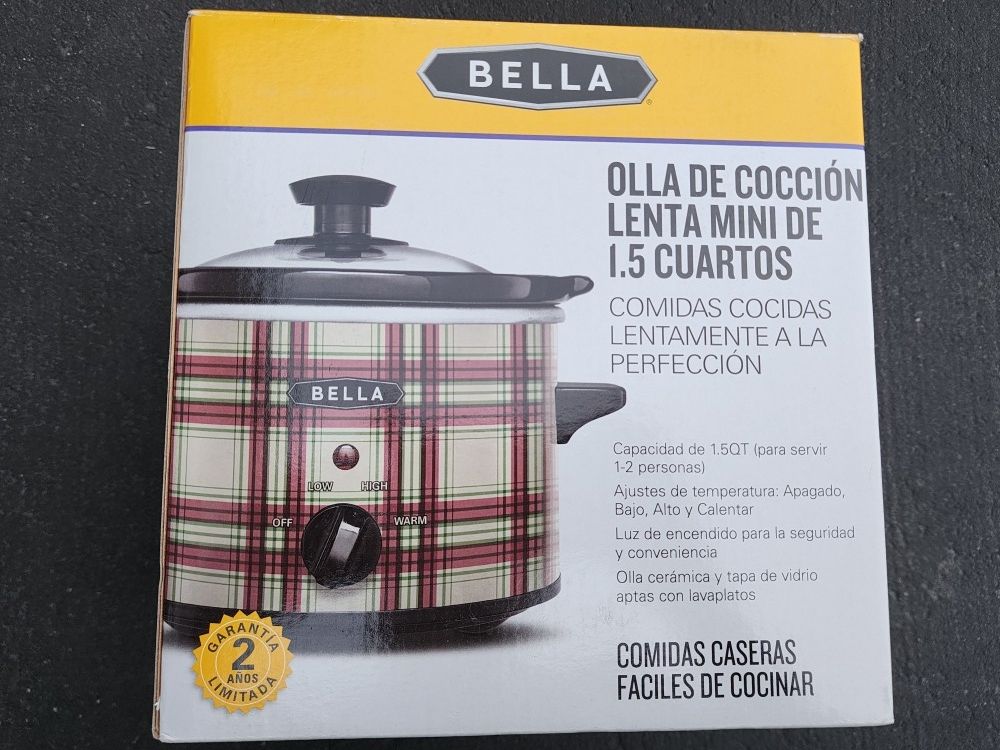 BELLA
OLLA DE COCCIÓN
LENTA MINI DE
1.5 CUARTOS
COMIDAS COCIDAS
LENTAMENTE A LA
PERFECCIÓN
BELLA
LOW HIGH
OFF WARM
Capacidad de 1.5QT (para servir
1-2 personas)
Ajustes de temperatura: Apagado,
Bajo, Alto y Calentar
Luz de encendido para la seguridad
y conveniencia
Olla cerámica y tapa de vidrio
aptas con lavaplatos
GARANTÍA
2
AÑOS
LIMITADA
COMIDAS CASERAS
FACILES DE COCINAR